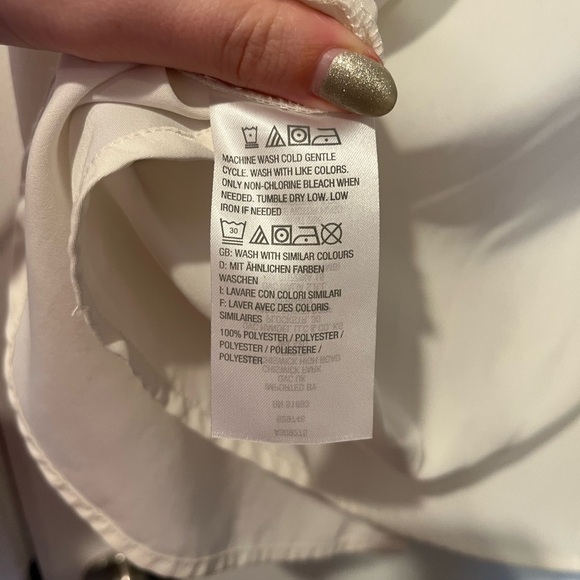 MACHINE WASH COLD GENTLE
CYCLE. WASH WITH LIKE COLORS.
ONLY NON-CHLORINE BLEACH WHEN
NEEDED. TUMBLE DRY LOW. LOW
IRON IF NEEDED
30
GB: WASH WITH SIMILAR COLOURS
D: MIT ÄHNLICHEN FARBEN
WASCHEN
I: LAVARE CON COLORI SIMILARI
F: LAVER AVEC DES COLORIS
SIMILAIRES
100% POLYESTER / POLYESTER /
POLYESTER / POLIESTERE /
POLYESTER